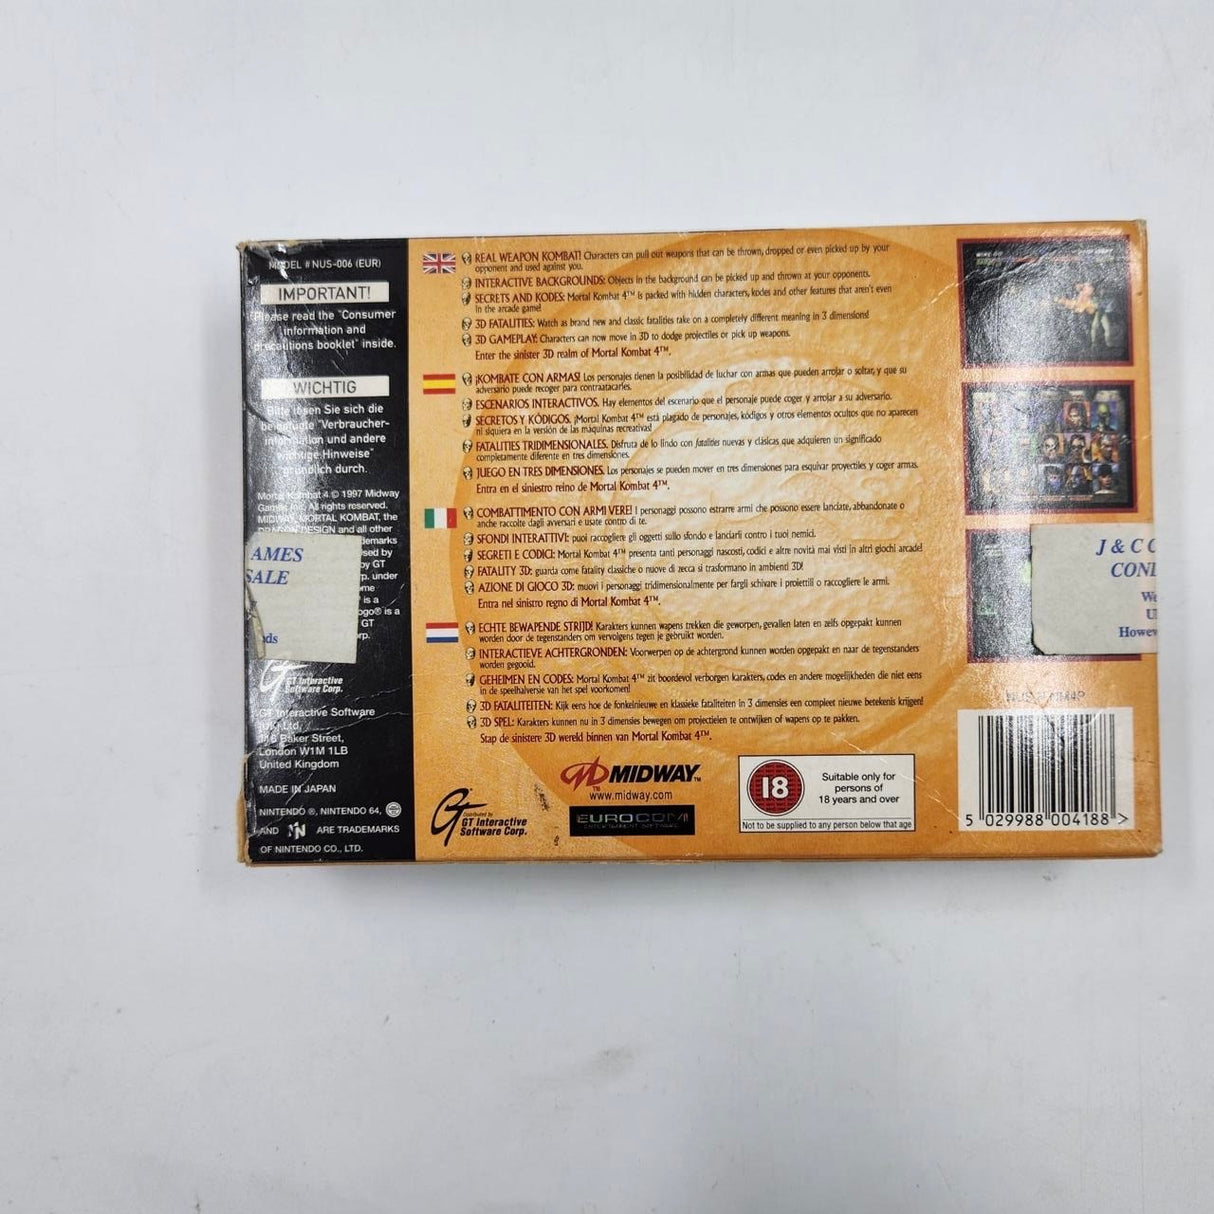 MODEL # NUS-006 (EUR)
IMPORTANT!
Please read the "Consumer
information and
precautions booklet" inside.
WICHTIG
Bitte lesen Sie sich die
beigefügte "Verbraucher-
information und andere
wichtige Hinweise"
gründlich durch.
Mortal Kombat 4 © 1997 Midway
Games Inc. All rights reserved.
MIDWAY, MORTAL KOMBAT, the
DRAGON DESIGN and all other
AMES
SALE
GT Interactive
Software Corp.
GT Interactive Software
Baker Street,
London W1M 1LB
United Kingdom
MADE IN JAPAN
NINTENDO ®, NINTENDO 64,
AND N ARE TRADEMARKS
OF NINTENDO CO., LTD.
REAL WEAPON KOMBAT! Characters can pull out weapons that can be thrown, dropped or even picked up by your
opponent and used against you.
INTERACTIVE BACKGROUNDS: Objects in the background can be picked up and thrown at your opponents.
SECRETS AND KODES: Mortal Kombat 4™ is packed with hidden characters, kodes and other features that aren't even
in the arcade game!
3D FATALITIES: Watch as brand new and classic fatalities take on a completely different meaning in 3 dimensions!
3D GAMEPLAY: Characters can now move in 3D to dodge projectiles or pick up weapons.
Enter the sinister 3D realm of Mortal Kombat 4™.
¡KOMBATE CON ARMAS! Los personajes tienen la posibilidad de luchar con armas que pueden arrojar o soltar, y que su
adversario puede recoger para contraatacarles.
ESCENARIOS INTERACTIVOS. Hay elementos del escenario que el personaje puede coger y arrojar a su adversario.
SECRETOS Y KÓDIGOS. ¡Mortal Kombat 4™ está plagado de personajes, kódigos y otros elementos ocultos que no aparecen
ni siquiera en la versión de las máquinas recreativas!
FATALITIES TRIDIMENSIONALES. Disfruta de lo lindo con fatalities nuevas y clásicas que adquieren un significado
completamente diferente en tres dimensiones.
JUEGO EN TRES DIMENSIONES. Los personajes se pueden mover en tres dimensiones para esquivar proyectiles y coger armas.
Entra en el siniestro reino de Mortal Kombat 4™.
COMBATTIMENTO CON ARMI VERE! I personaggi possono estrarre armi che possono essere lanciate, abbandonate o
anche raccolte dagli avversari e usate contro di te.
SFONDI INTERATTIVI: puoi raccogliere gli oggetti sullo sfondo e lanciarli contro i tuoi nemici.
SEGRETI E CODICI: Mortal Kombat 4™ presenta tanti personaggi nascosti, codici e altre novità mai visti in altri giochi arcade!
FATALITY 3D: guarda come fatality classiche o nuove di zecca si trasformano in ambienti 3D!
AZIONE DI GIOCO 3D: muovi i personaggi tridimensionalmente per fargli schivare i proiettili o raccogliere le armi.
Entra nel sinistro regno di Mortal Kombat 4™.
ECHTE BEWAPENDE STRIJD! Karakters kunnen wapens trekken die geworpen, gevallen laten en zelfs opgepakt kunnen
worden door de tegenstanders om vervolgens tegen je gebruikt worden.
INTERACTIEVE ACHTERGRONDEN: Voorwerpen op de achtergrond kunnen worden opgepakt en naar de tegenstanders
worden gegooid.
GEHEIMEN EN CODES: Mortal Kombat 4™ zit boordevol verborgen karakters, codes en andere mogelijkheden die niet eens
in de speelhalversie van het spel voorkomen!
3D FATALITEITEN: Kijk eens hoe de fonkelnieuwe en klassieke fataliteiten in 3 dimensies een compleet nieuwe betekenis krijgen!
3D SPEL: Karakters kunnen nu in 3 dimensies bewegen om projectielen te ontwijken of wapens op te pakken.
Stap de sinistere 3D wereld binnen van Mortal Kombat 4™.
Distributed by
GT Interactive
Software Corp.
MIDWAY™
www.midway.com
EUROCOM
ENTERTAINMENT SOFTWARE
18
Suitable only for
persons of
18 years and over
Not to be supplied to any person below that age
J & C
CON
We
U
Howev
5 029988 004188 >